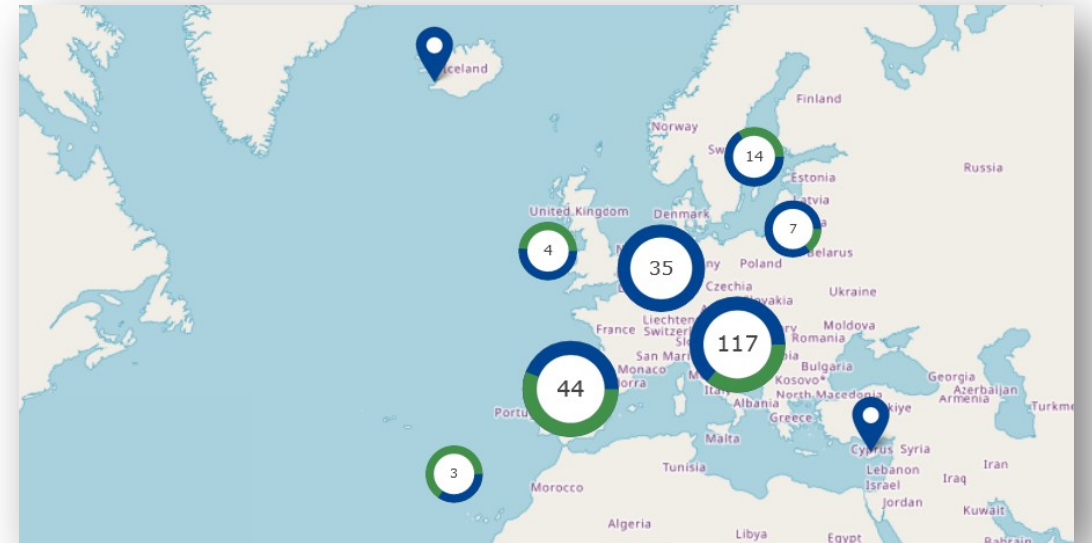 Iceland
Finland
Norway
14
Russia
Estonia
Latvia
United Kingdom
Denmark
4
7
Belarus
35
Poland
Czechia
Ukraine
Slovakia
Liechten
France
Switzerl
117
Moldova
Romania
San Mari
Monaco
Bulgaria
44
Kosovo*
Georgia
Azerbaijan
Albania
North Macedonia
Armenia
Turkme
Portu
Greece
Malta
Cyprus
Syria
3
Tunisia
Lebanon
Iran
Morocco
Israel
Iraq
Jordan
Kuwait
Algeria
Libya
Egypt
Bahrain